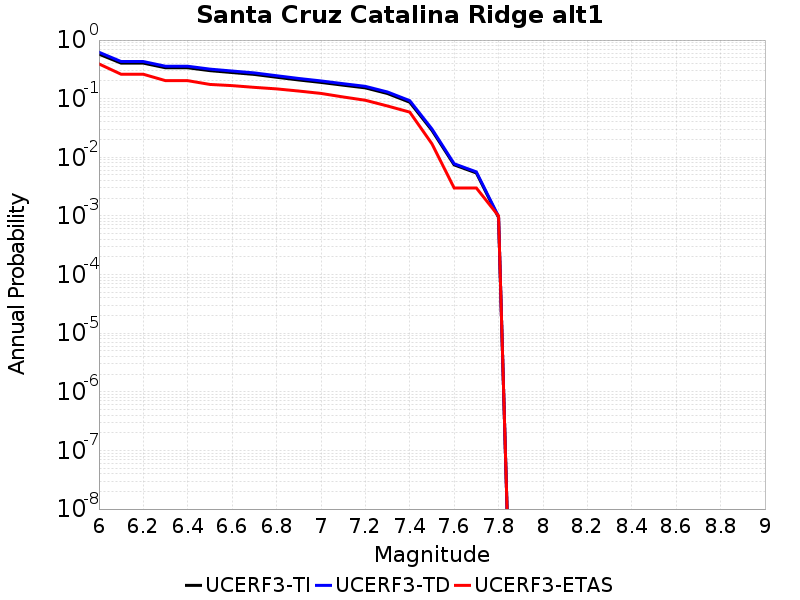 Santa Cruz Catalina Ridge alt1
Annual Probability
10^0
10^-1
10^-2
10^-3
10^-4
10^-5
10^-6
10^-7
10^-8
6 6.2 6.4 6.6 6.8 7 7.2 7.4 7.6 7.8 8 8.2 8.4 8.6 8.8 9
Magnitude
UCERF3-TI UCERF3-TD UCERF3-ETAS